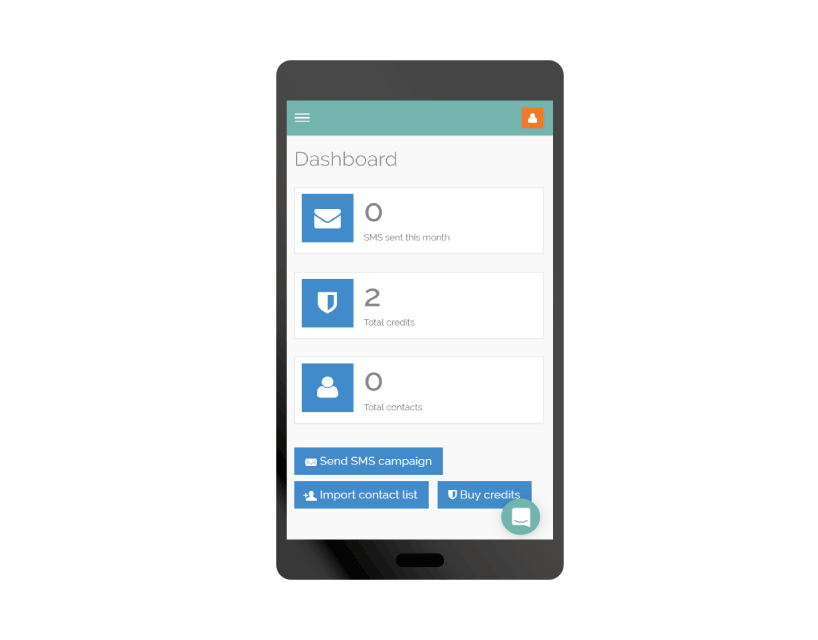 Dashboard
0
SMS sent this month
2
Total credits
0
Total contacts
Send SMS campaign
Import contact list
Buy credits